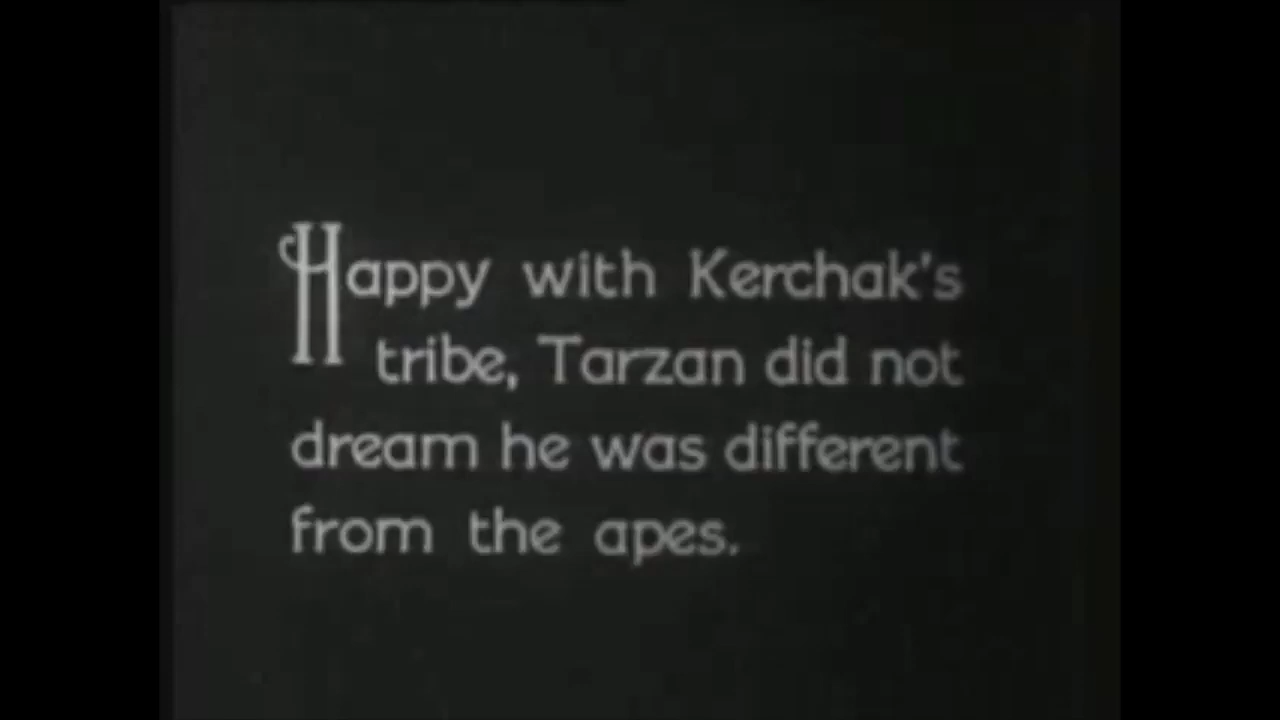 Happy with Kerchak's
tribe, Tarzan did not
dream he was different
from the apes.